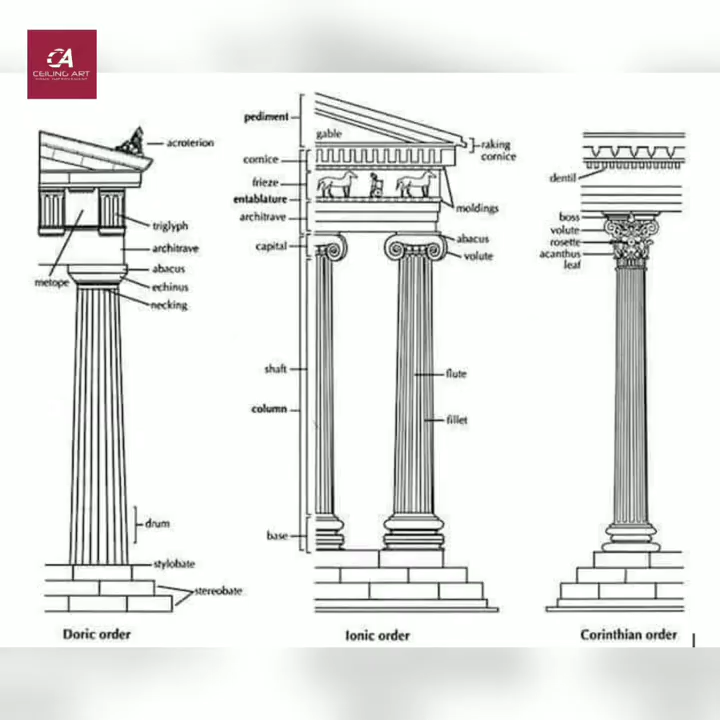 CA
CEILING ART
acroterion
triglyph
architrave
abacus
metope
echinus
necking
drum
stylobate
stereobate
Doric order
pediment
gable
raking
cornice
cornice
frieze
entablature
moldings
architrave
capital
abacus
volute
shaft
flute
column
fillet
base
Ionic order
dentil
boss
volute
rosette
acanthus
leaf
Corinthian order